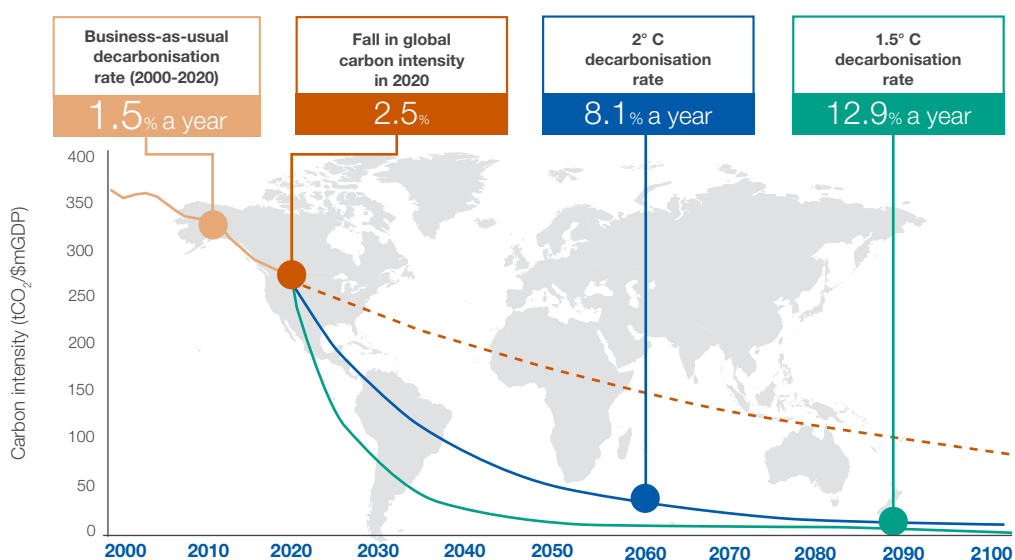 Business-as-usual
decarbonisation
rate (2000-2020)
1.5% a year
Fall in global
carbon intensity
in 2020
2.5%
2° C
decarbonisation
rate
8.1% a year
1.5° C
decarbonisation
rate
12.9% a year
Carbon intensity (tCO₂/$mGDP)
400
350
300
250
200
150
100
50
0
2000 2010 2020 2030 2040 2050 2060 2070 2080 2090 2100